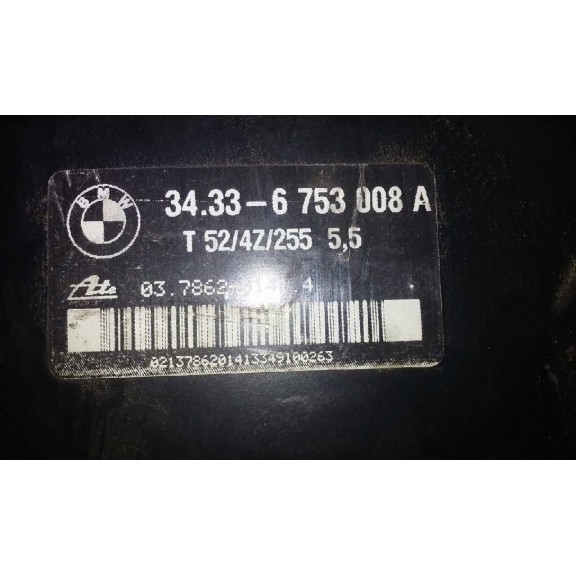 BMW
34.33-6 753 008 A
T 52/4Z/255 5,5
Ate
03.7862-
0213786201413349100263